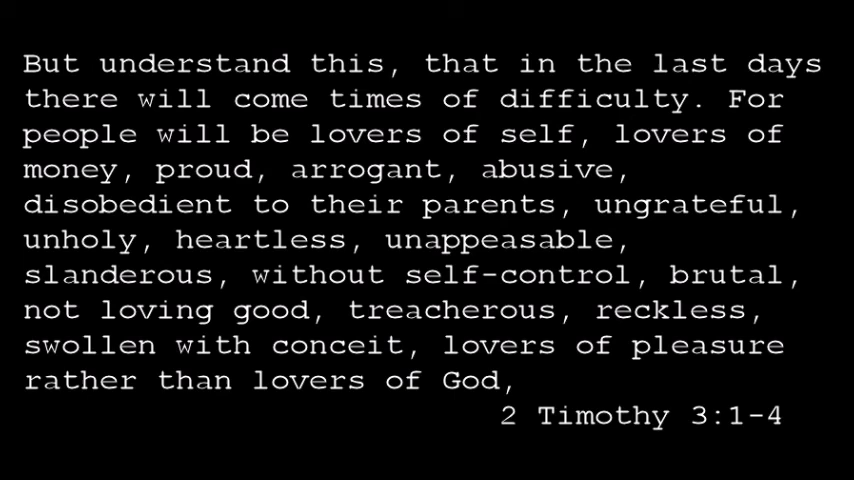 But understand this, that in the last days
there will come times of difficulty. For
people will be lovers of self, lovers of
money, proud, arrogant, abusive,
disobedient to their parents, ungrateful,
unholy, heartless, unappeasable,
slanderous, without self-control, brutal,
not loving good, treacherous, reckless,
swollen with conceit, lovers of pleasure
rather than lovers of God,
2 Timothy 3:1-4